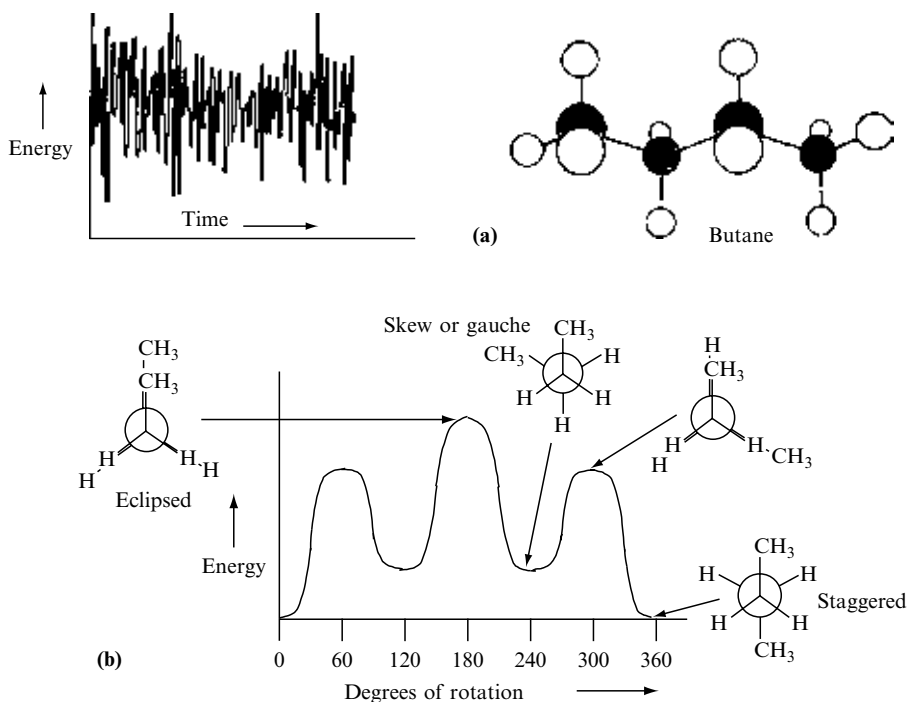 Energy
Time
(a)
Butane
Skew or gauche
CH3
CH3
H
H
H
H
CH3
CH3
H
H
H
H
Eclipsed
H
CH3
H
H
H
CH3
Energy
CH3
H
H
H
H
CH3
Staggered
(b)
0 60 120 180 240 300 360
Degrees of rotation